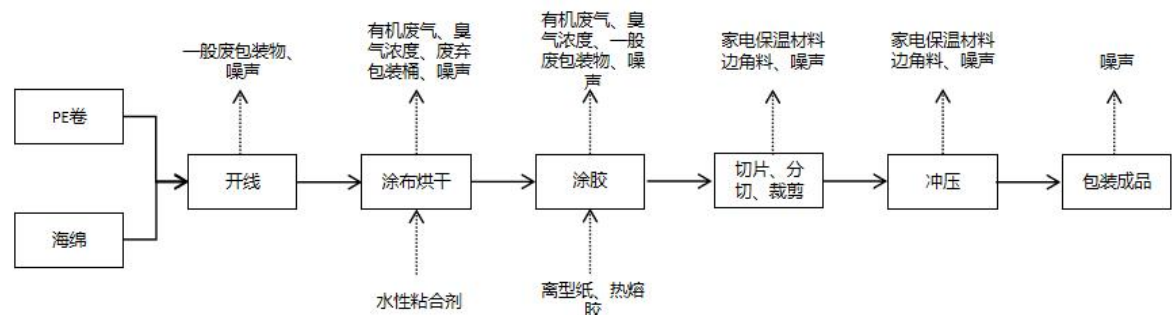 一般废包装物、
噪声
有机废气、臭
气浓度、废弃
包装桶、噪声
有机废气、臭
气浓度、一般
废包装物、噪
声
家电保温材料
边角料、噪声
家电保温材料
边角料、噪声
噪声
PE卷
海绵
开线
涂布烘干
涂胶
切片、分
切、裁剪
冲压
包装成品
水性粘合剂
离型纸、热熔
胶